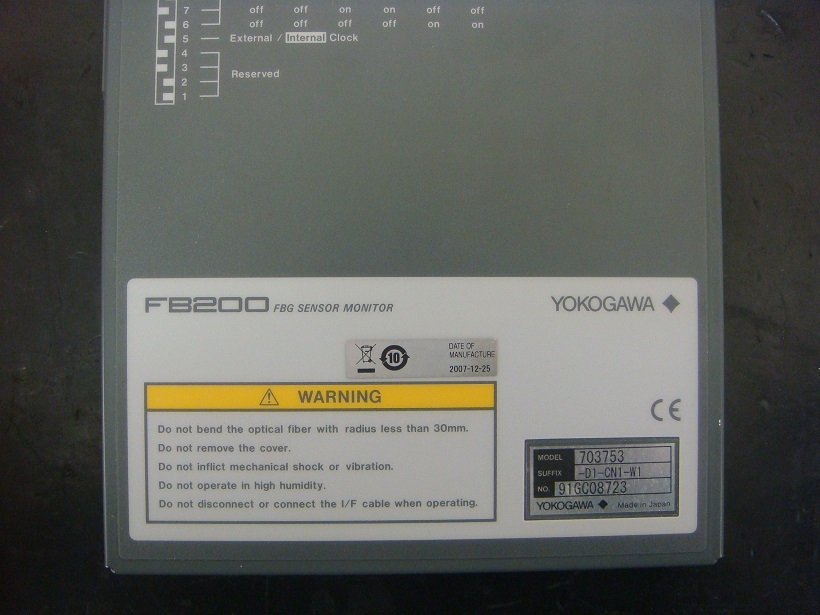 7 off off on on off off
6 off off off off on on
5 External / Internal Clock
4
3
Reserved
2
1
FB200 FBG SENSOR MONITOR
YOKOGAWA
10
DATE OF
MANUFACTURE
2007-12-25
WARNING
Do not bend the optical fiber with radius less than 30mm.
Do not remove the cover.
Do not inflict mechanical shock or vibration.
Do not operate in high humidity.
Do not disconnect or connect the I/F cable when operating.
CE
MODEL 703753
SUFFIX -D1-CN1-W1
NO. 91GC08723
YOKOGAWA Made in Japan